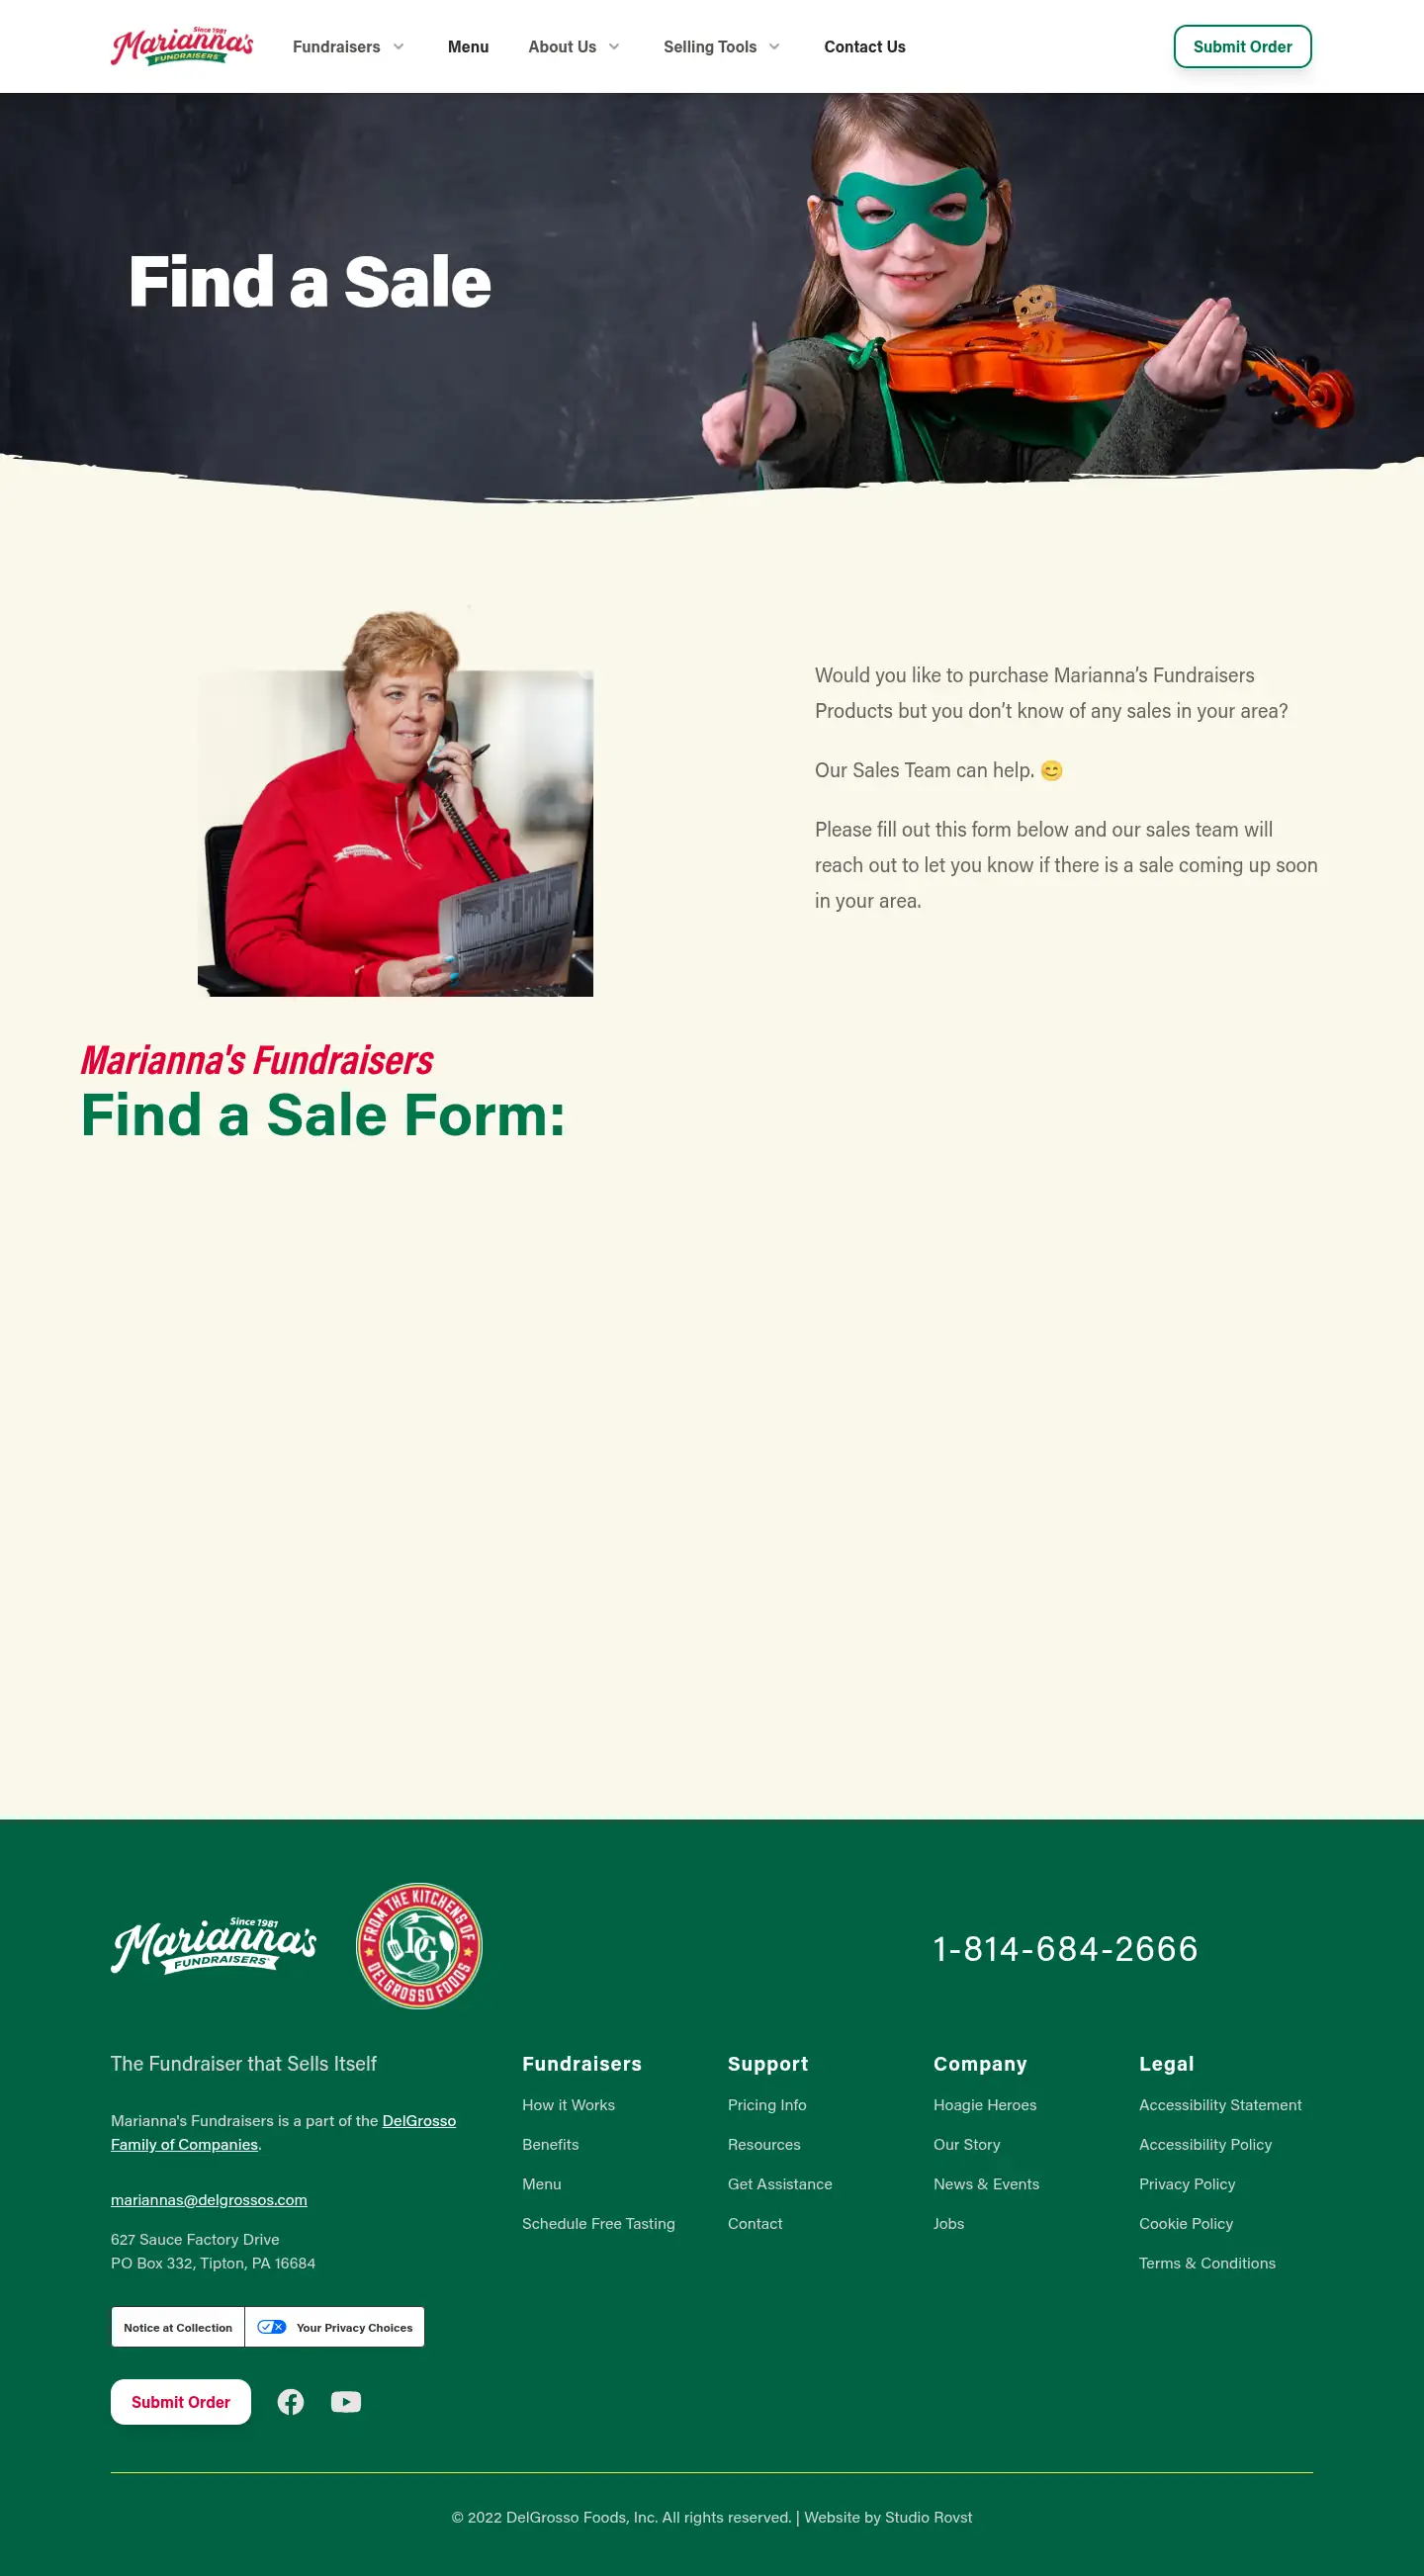 Since 1981
Marianna's
FUNDRAISERS
Fundraisers
Menu
About Us
Selling Tools
Contact Us
Submit Order
Find a Sale
Would you like to purchase Marianna’s Fundraisers
Products but you don’t know of any sales in your area?
Our Sales Team can help. 😊
Please fill out this form below and our sales team will
reach out to let you know if there is a sale coming up soon
in your area.
Marianna's Fundraisers
Find a Sale Form:
Since 1981
Marianna's
FUNDRAISERS
FROM THE KITCHENS OF
DG
DELGROSSO FOODS
1-814-684-2666
The Fundraiser that Sells Itself
Marianna's Fundraisers is a part of the DelGrosso
Family of Companies.
mariannas@delgrossos.com
627 Sauce Factory Drive
PO Box 332, Tipton, PA 16684
Notice at Collection
Your Privacy Choices
Submit Order
Fundraisers
How it Works
Benefits
Menu
Schedule Free Tasting
Support
Pricing Info
Resources
Get Assistance
Contact
Company
Hoagie Heroes
Our Story
News & Events
Jobs
Legal
Accessibility Statement
Accessibility Policy
Privacy Policy
Cookie Policy
Terms & Conditions
© 2022 DelGrosso Foods, Inc. All rights reserved. | Website by Studio Rovst